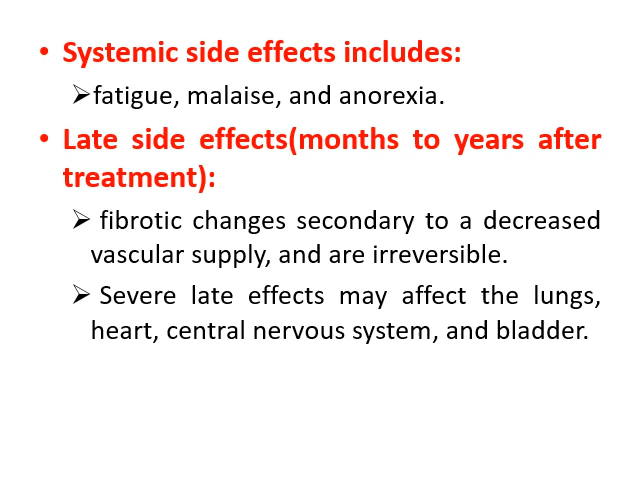 • Systemic side effects includes:
➢fatigue, malaise, and anorexia.
• Late side effects(months to years after
treatment):
➢ fibrotic changes secondary to a decreased
vascular supply, and are irreversible.
➢ Severe late effects may affect the lungs,
heart, central nervous system, and bladder.